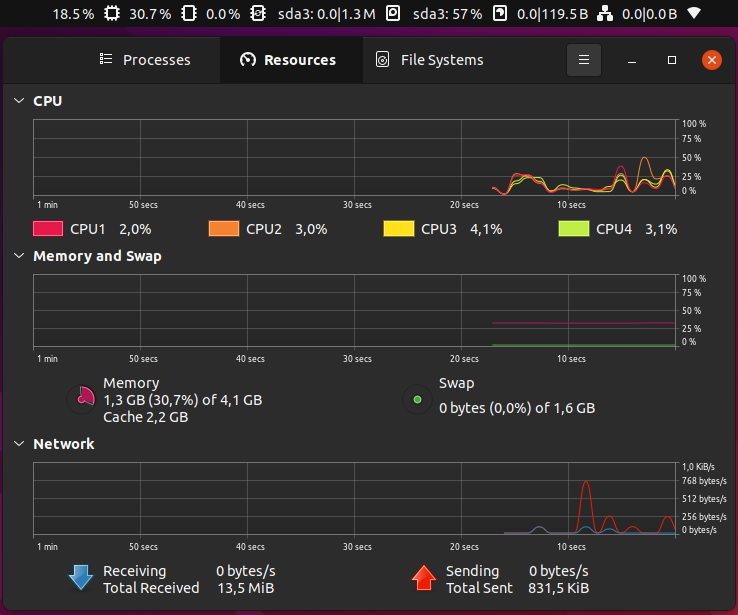 18.5 % 30.7 % 0.0 % sda3: 0.0|1.3 M sda3: 57 % 0.0|119.5 B 0.0|0.0 B
Processes Resources File Systems
CPU
100 %
75 %
50 %
25 %
0 %
1 min 50 secs 40 secs 30 secs 20 secs 10 secs
CPU1 2,0% CPU2 3,0% CPU3 4,1% CPU4 3,1%
Memory and Swap
100 %
75 %
50 %
25 %
0 %
1 min 50 secs 40 secs 30 secs 20 secs 10 secs
Memory
1,3 GB (30,7%) of 4,1 GB
Cache 2,2 GB
Swap
0 bytes (0,0%) of 1,6 GB
Network
1,0 KiB/s
768 bytes/s
512 bytes/s
256 bytes/s
0 bytes/s
1 min 50 secs 40 secs 30 secs 20 secs 10 secs
Receiving 0 bytes/s
Total Received 13,5 MiB
Sending 0 bytes/s
Total Sent 831,5 KiB